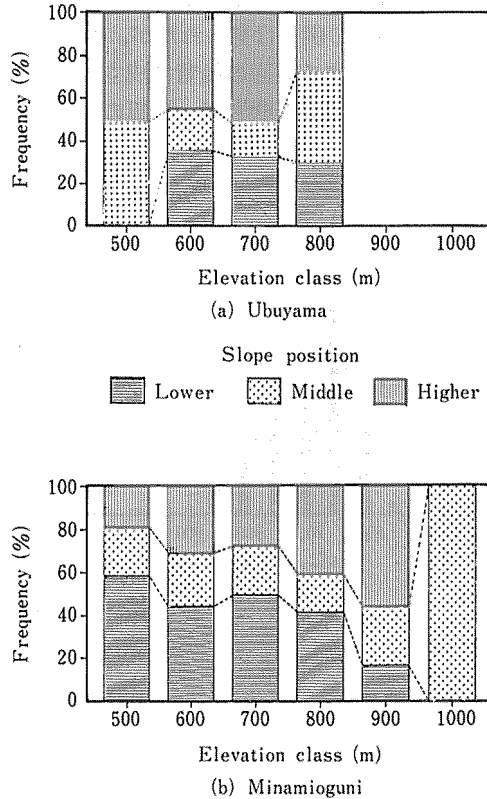 100
80
60
40
20
0
Frequency (%)
500 600 700 800 900 1000
Elevation class (m)
(a) Ubuyama
Slope position
Lower Middle Higher
100
80
60
40
20
0
Frequency (%)
500 600 700 800 900 1000
Elevation class (m)
(b) Minamioguni